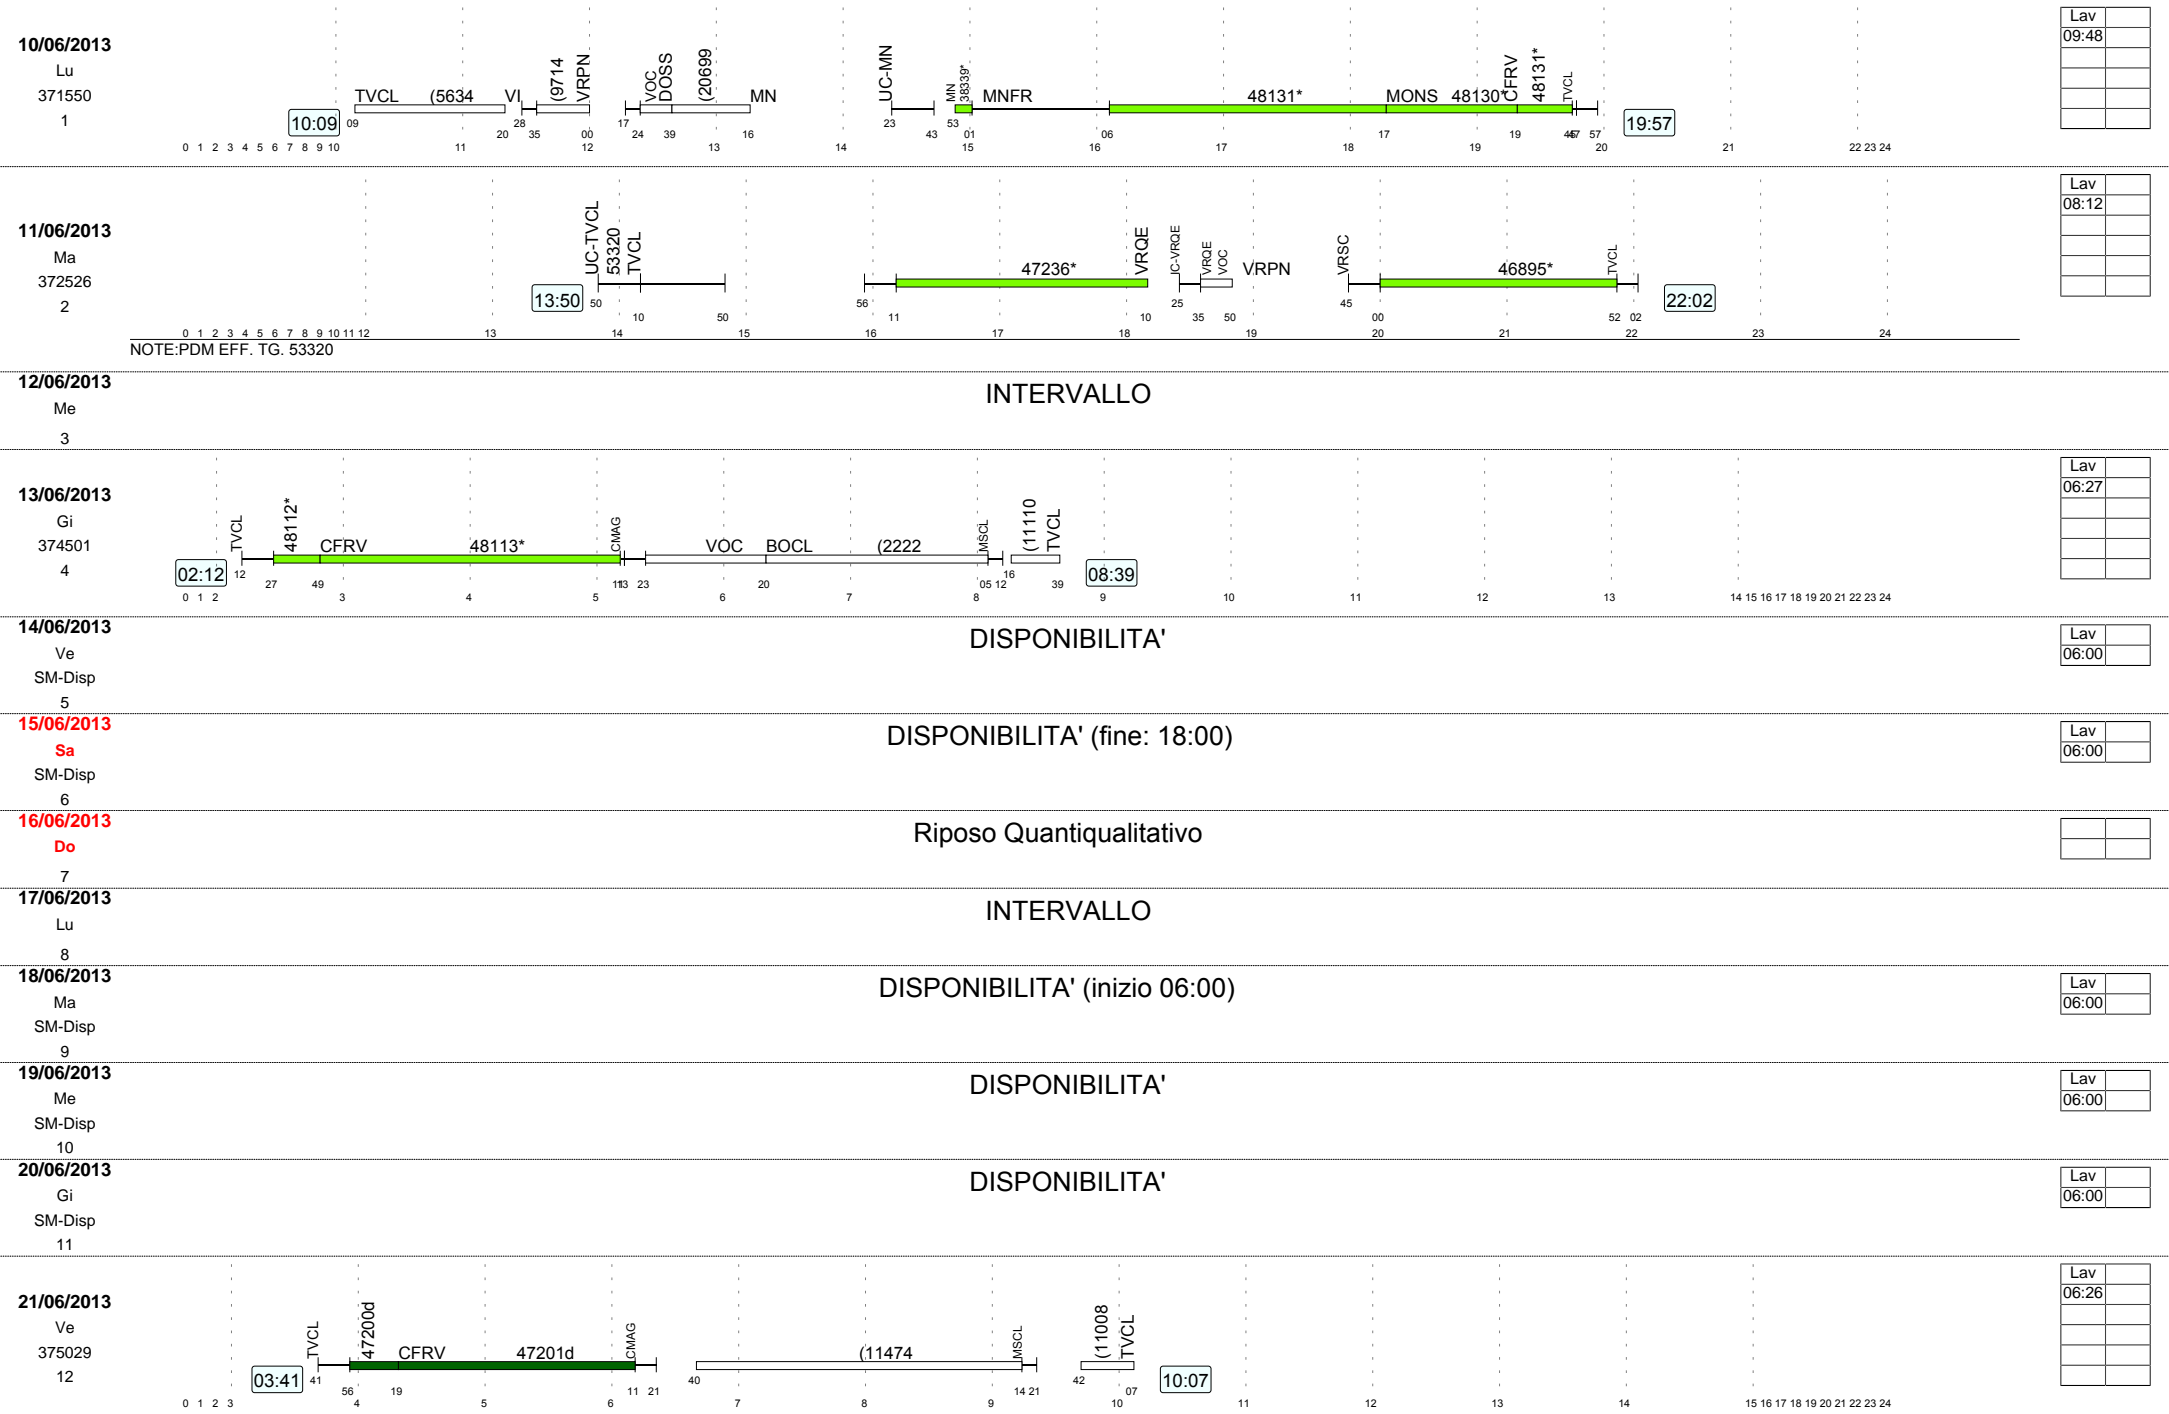 10/06/2013
Lu
371550
1
10:09
TVCL (5634 VI (9714 VRPN VOC DOSS (20699 MN UC-MN MN 38339* MNFR 48131* MONS 48130* CFRV 48131* TVCL
09 20 28 35 00 17 24 39 16 23 43 53 01 06 17 19 57
19:57
0 1 2 3 4 5 6 7 8 9 10 11 12 13 14 15 16 17 18 19 20 21 22 23 24
Lav
09:48
11/06/2013
Ma
372526
2
13:50
UC-TVCL 53320 TVCL 47236* VRQE VRQE VOC VRPN VRSC 46895* TVCL
50 10 50 56 11 10 25 35 50 45 00 52 02
22:02
0 1 2 3 4 5 6 7 8 9 10 11 12 13 14 15 16 17 18 19 20 21 22 23 24
NOTE:PDM EFF. TG. 53320
Lav
08:12
12/06/2013
Me
3
INTERVALLO
13/06/2013
Gi
374501
4
02:12
TVCL 48112* CFRV 48113* CMAG VOC BOCL (2222 MSCL (11110 TVCL
12 27 49 13 23 20 05 12 16 39
08:39
0 1 2 3 4 5 6 7 8 9 10 11 12 13 14 15 16 17 18 19 20 21 22 23 24
Lav
06:27
14/06/2013
Ve
SM-Disp
5
DISPONIBILITA'
Lav
06:00
15/06/2013
Sa
SM-Disp
6
DISPONIBILITA' (fine: 18:00)
Lav
06:00
16/06/2013
Do
7
Riposo Quantiqualitativo
17/06/2013
Lu
8
INTERVALLO
18/06/2013
Ma
SM-Disp
9
DISPONIBILITA' (inizio 06:00)
Lav
06:00
19/06/2013
Me
SM-Disp
10
DISPONIBILITA'
Lav
06:00
20/06/2013
Gi
SM-Disp
11
DISPONIBILITA'
Lav
06:00
21/06/2013
Ve
375029
12
03:41
TVCL 47200d CFRV 47201d CMAG (11474 MSCL (11008 TVCL
41 56 19 11 21 40 14 21 42 07
10:07
0 1 2 3 4 5 6 7 8 9 10 11 12 13 14 15 16 17 18 19 20 21 22 23 24
Lav
06:26